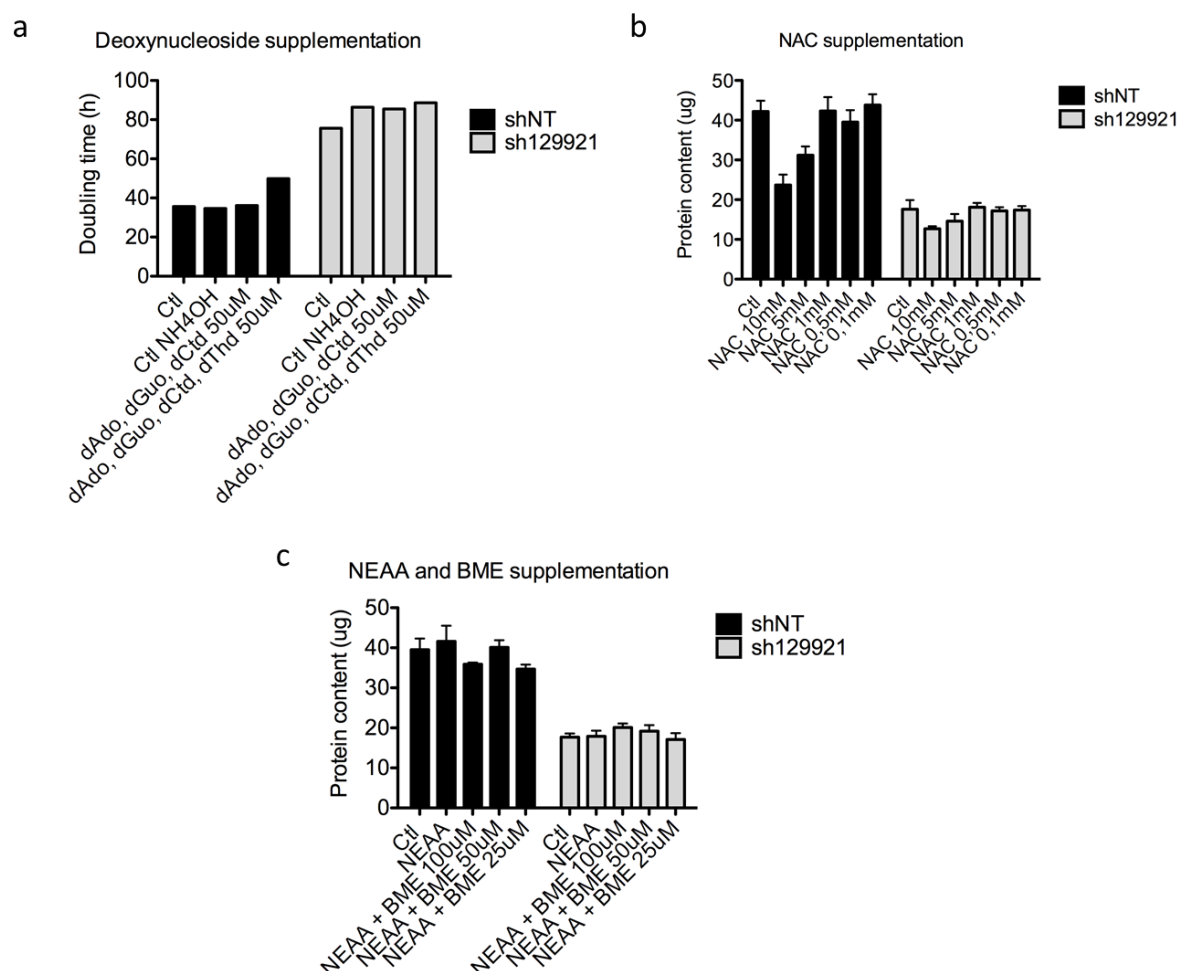 a
Deoxynucleoside supplementation
Doubling time (h)
100
80
60
40
20
0
Ctl
Ctl NH4OH
dAdo, dGuo, dCtd 50uM
dAdo, dGuo, dCtd, dThd 50uM
Ctl
Ctl NH4OH
dAdo, dGuo, dCtd 50uM
dAdo, dGuo, dCtd, dThd 50uM
shNT
sh129921
b
NAC supplementation
Protein content (ug)
50
40
30
20
10
0
Ctl
NAC 10mM
NAC 5mM
NAC 1mM
NAC 0,5mM
NAC 0, 1mM
Ctl
NAC 10mM
NAC 5mM
NAC 1mM
NAC 0,5mM
NAC 0,1mM
shNT
sh129921
c
NEAA and BME supplementation
Protein content (ug)
50
40
30
20
10
0
Ctl
NEAA
NEAA + BME 100uM
NEAA + BME 50uM
NEAA + BME 25uM
Ctl
NEAA
NEAA + BME 100uM
NEAA + BME 50uM
NEAA + BME 25uM
shNT
sh129921